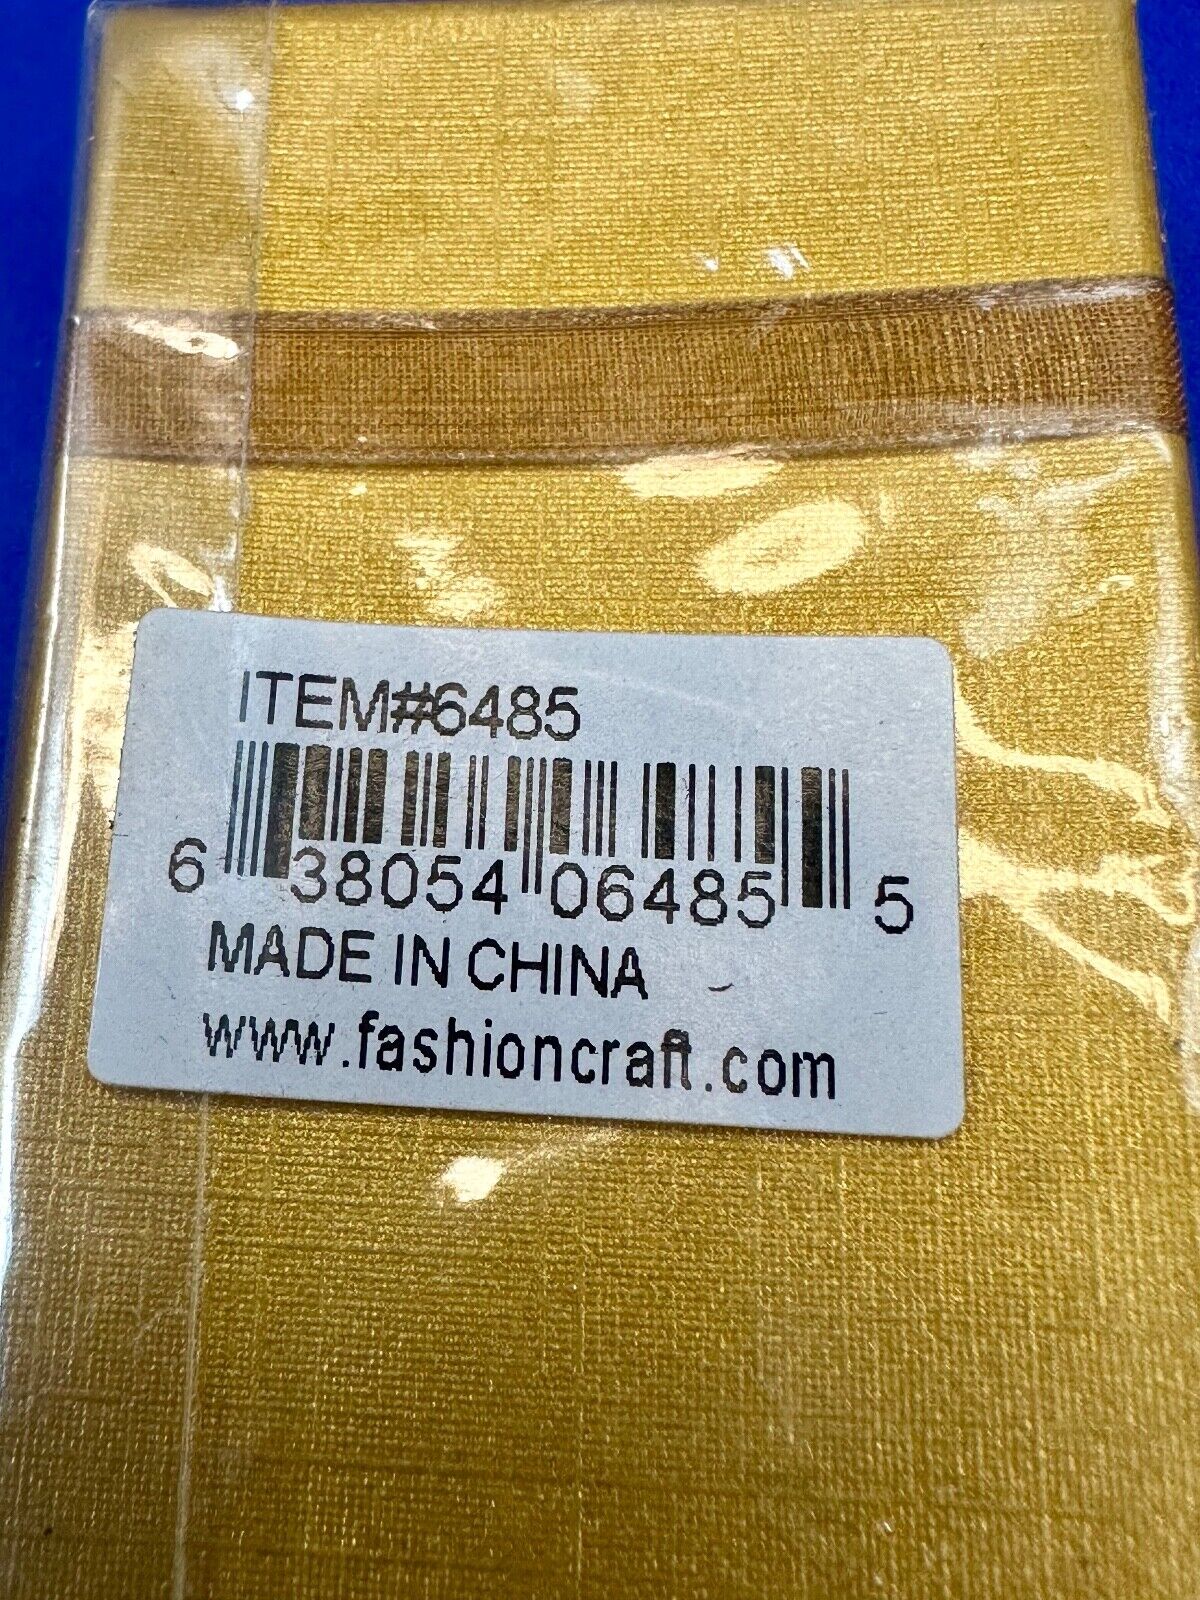 ITEM#6485
6 38054 06485 5
MADE IN CHINA
www.fashioncraft.com